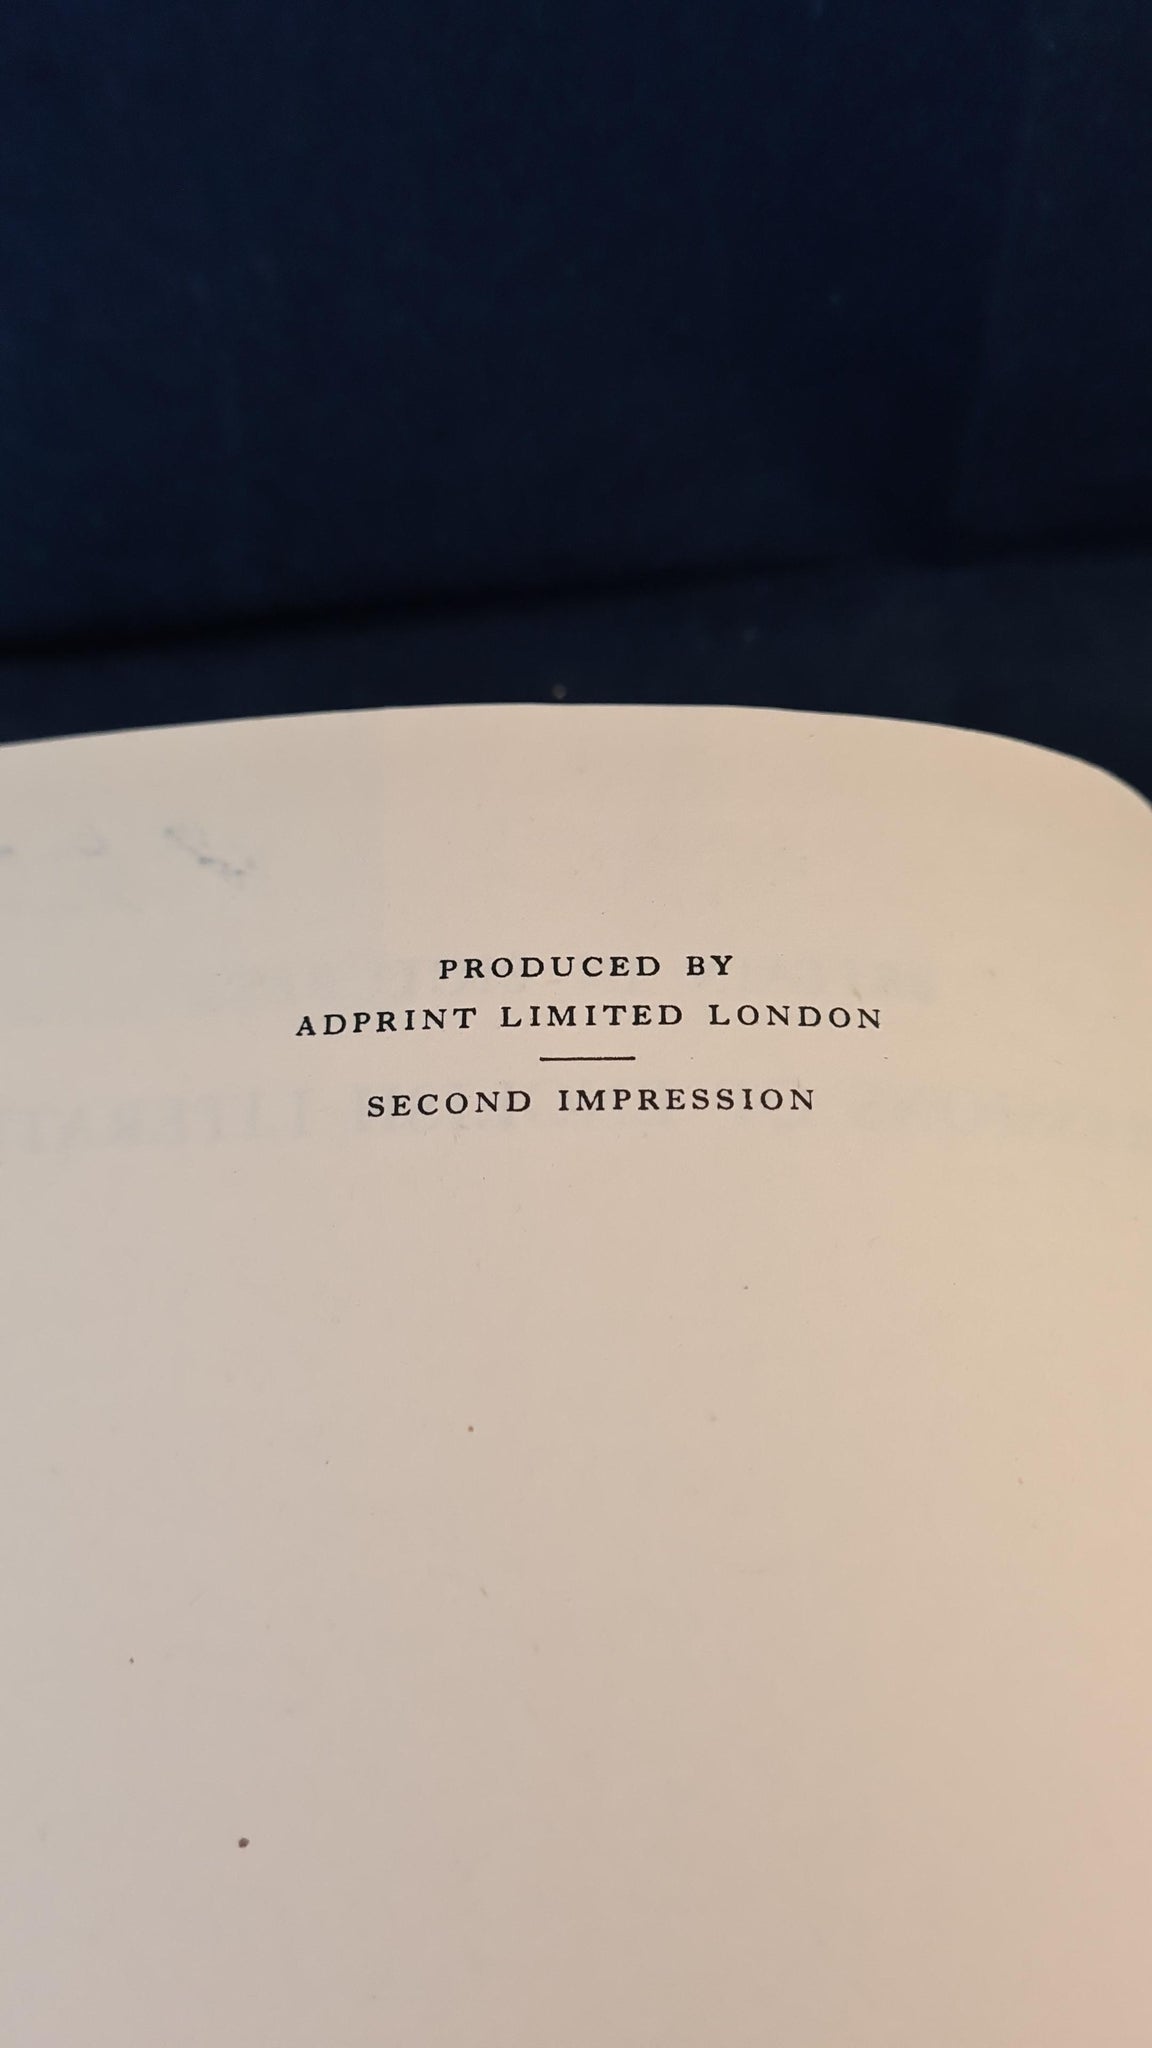 PRODUCED BY
ADPRINT LIMITED LONDON
SECOND IMPRESSION